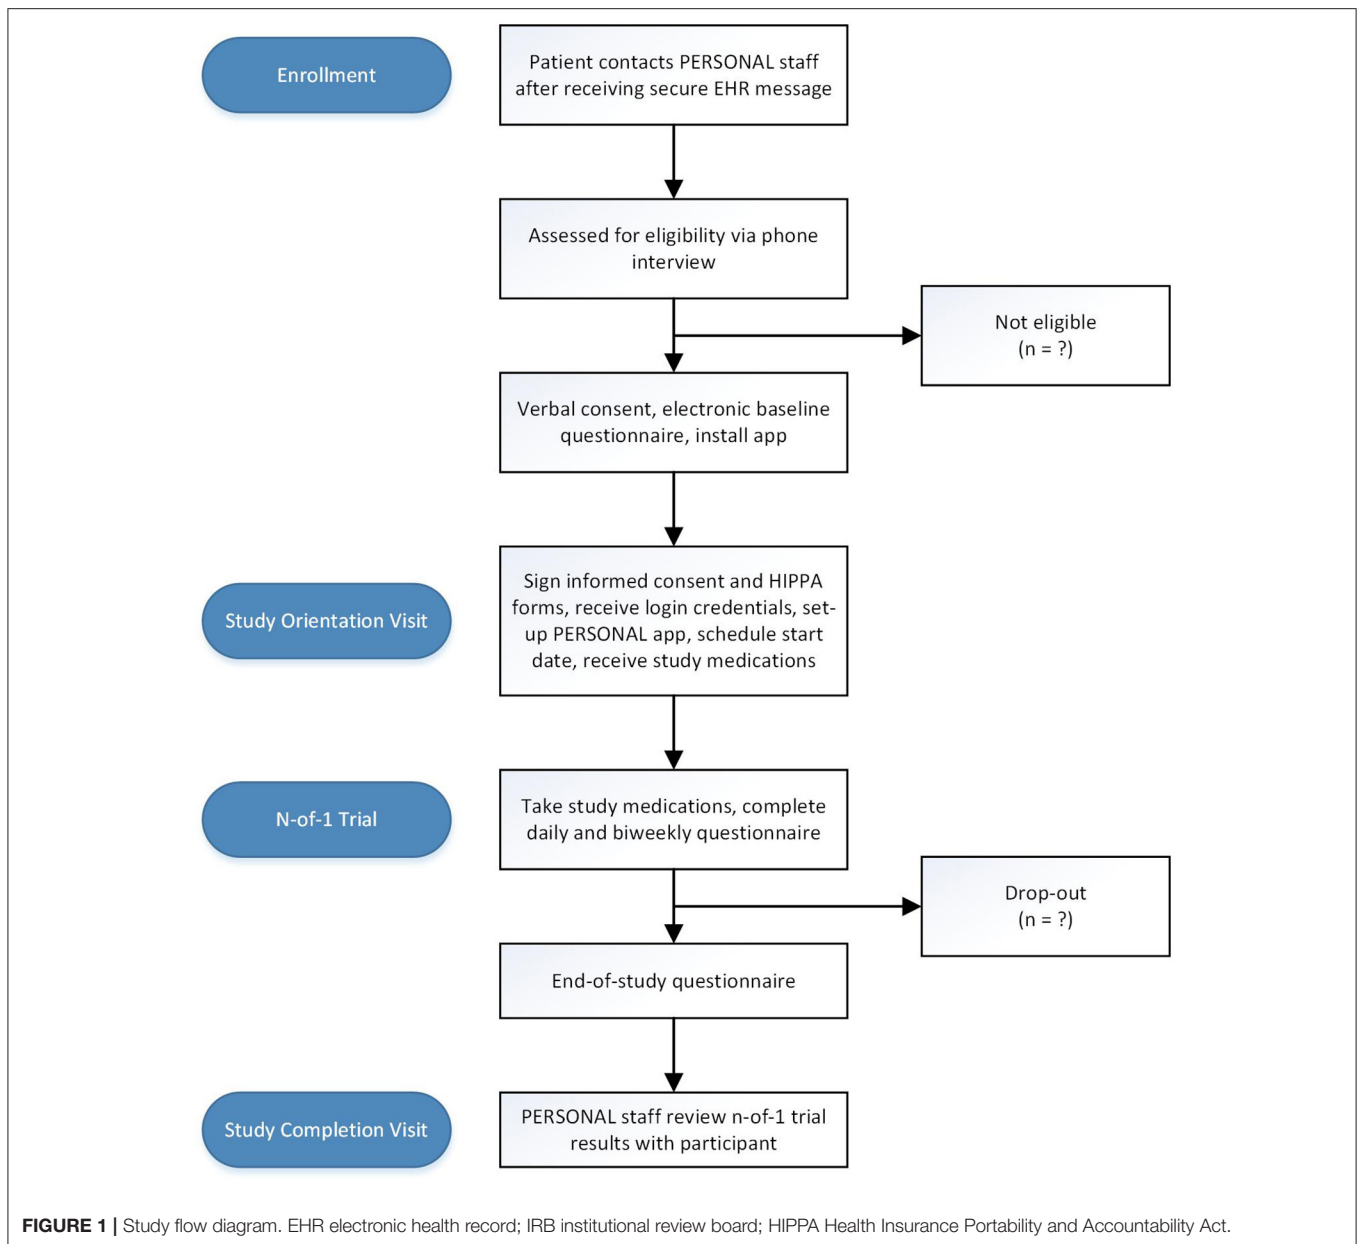 Enrollment
Patient contacts PERSONAL staff
after receiving secure EHR message
Assessed for eligibility via phone
interview
Not eligible
(n = ?)
Verbal consent, electronic baseline
questionnaire, install app
Study Orientation Visit
Sign informed consent and HIPPA
forms, receive login credentials, set-
up PERSONAL app, schedule start
date, receive study medications
N-of-1 Trial
Take study medications, complete
daily and biweekly questionnaire
Drop-out
(n = ?)
End-of-study questionnaire
Study Completion Visit
PERSONAL staff review n-of-1 trial
results with participant
FIGURE 1 | Study flow diagram. EHR electronic health record; IRB institutional review board; HIPPA Health Insurance Portability and Accountability Act.